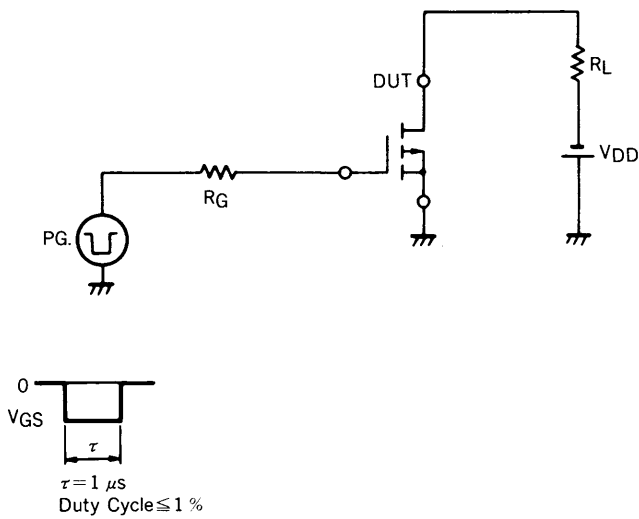 DUT
RL
VDD
RG
PG.
0
VGS
τ
τ=1 μs
Duty Cycle≦1 %